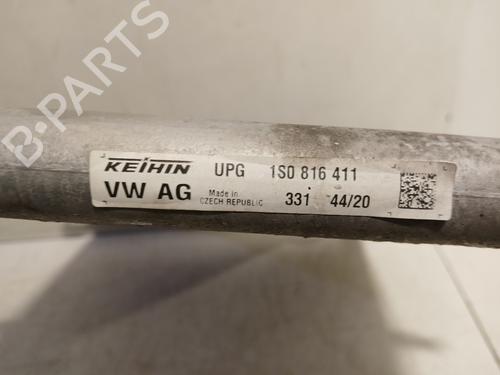 B-PARTS
KEIHIN UPG 1S0 816 411
VW AG Made in CZECH REPUBLIC 331 44/20